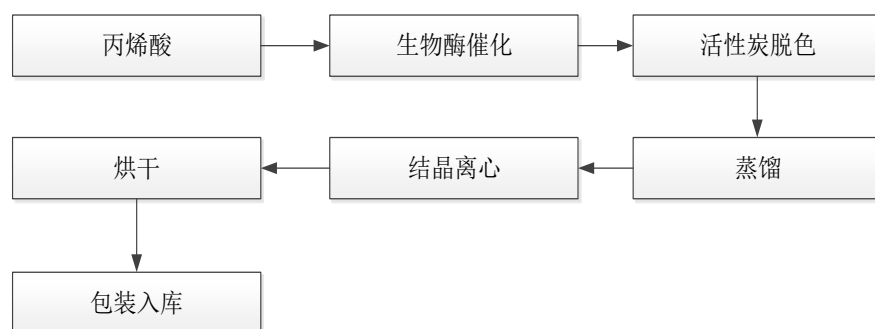 丙烯酸
生物酶催化
活性炭脱色
蒸馏
结晶离心
烘干
包装入库